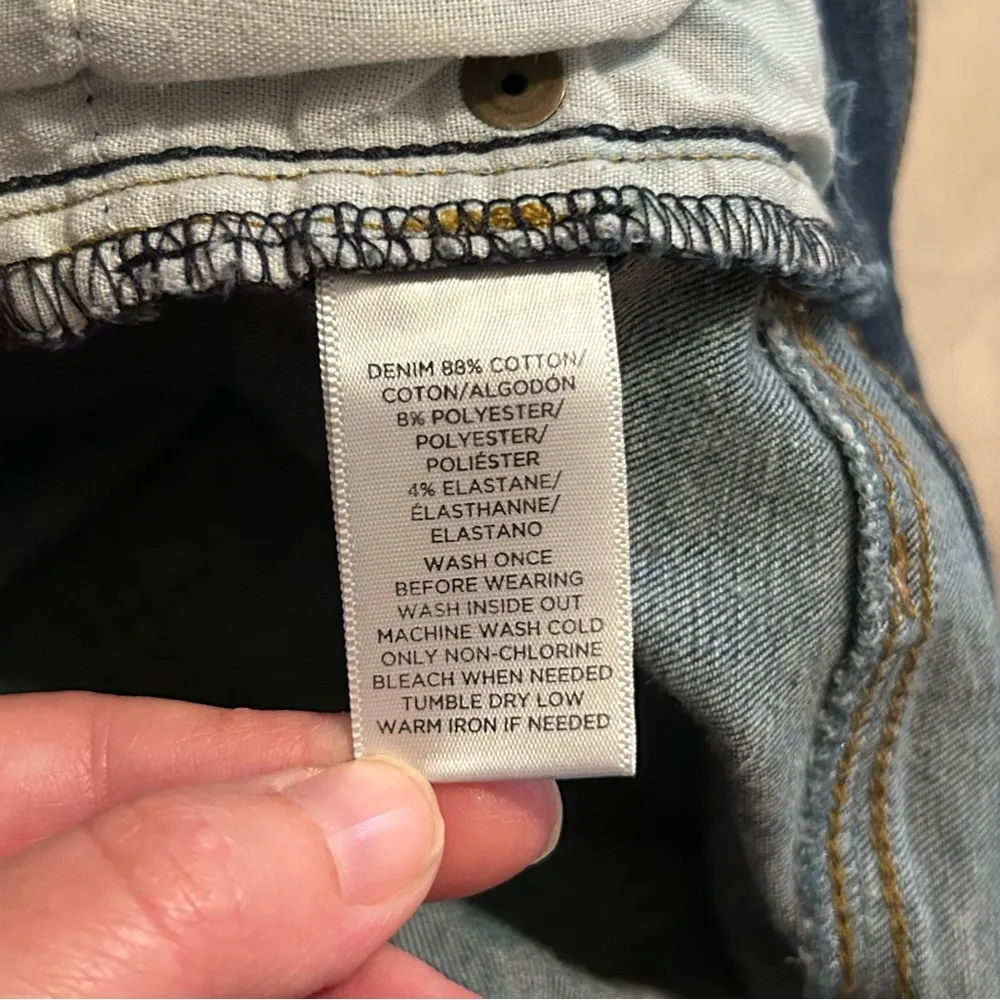 DENIM 88% COTTON/
COTON/ALGODÓN
8% POLYESTER/
POLYESTER/
POLIÉSTER
4% ELASTANE/
ÉLASTHANNE/
ELASTANO
WASH ONCE
BEFORE WEARING
WASH INSIDE OUT
MACHINE WASH COLD
ONLY NON-CHLORINE
BLEACH WHEN NEEDED
TUMBLE DRY LOW
WARM IRON IF NEEDED